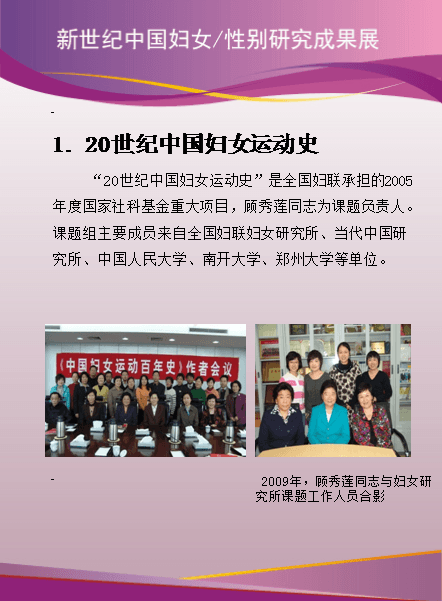 新世纪中国妇女/性别研究成果展
1. 20世纪中国妇女运动史
“20世纪中国妇女运动史”是全国妇联承担的2005
年度国家社科基金重大项目，顾秀莲同志为课题负责人。
课题组主要成员来自全国妇联妇女研究所、当代中国研
究所、中国人民大学、南开大学、郑州大学等单位。
《中国妇女运动百年史》作者会议
2009年，顾秀莲同志与妇女研
究所课题工作人员合影